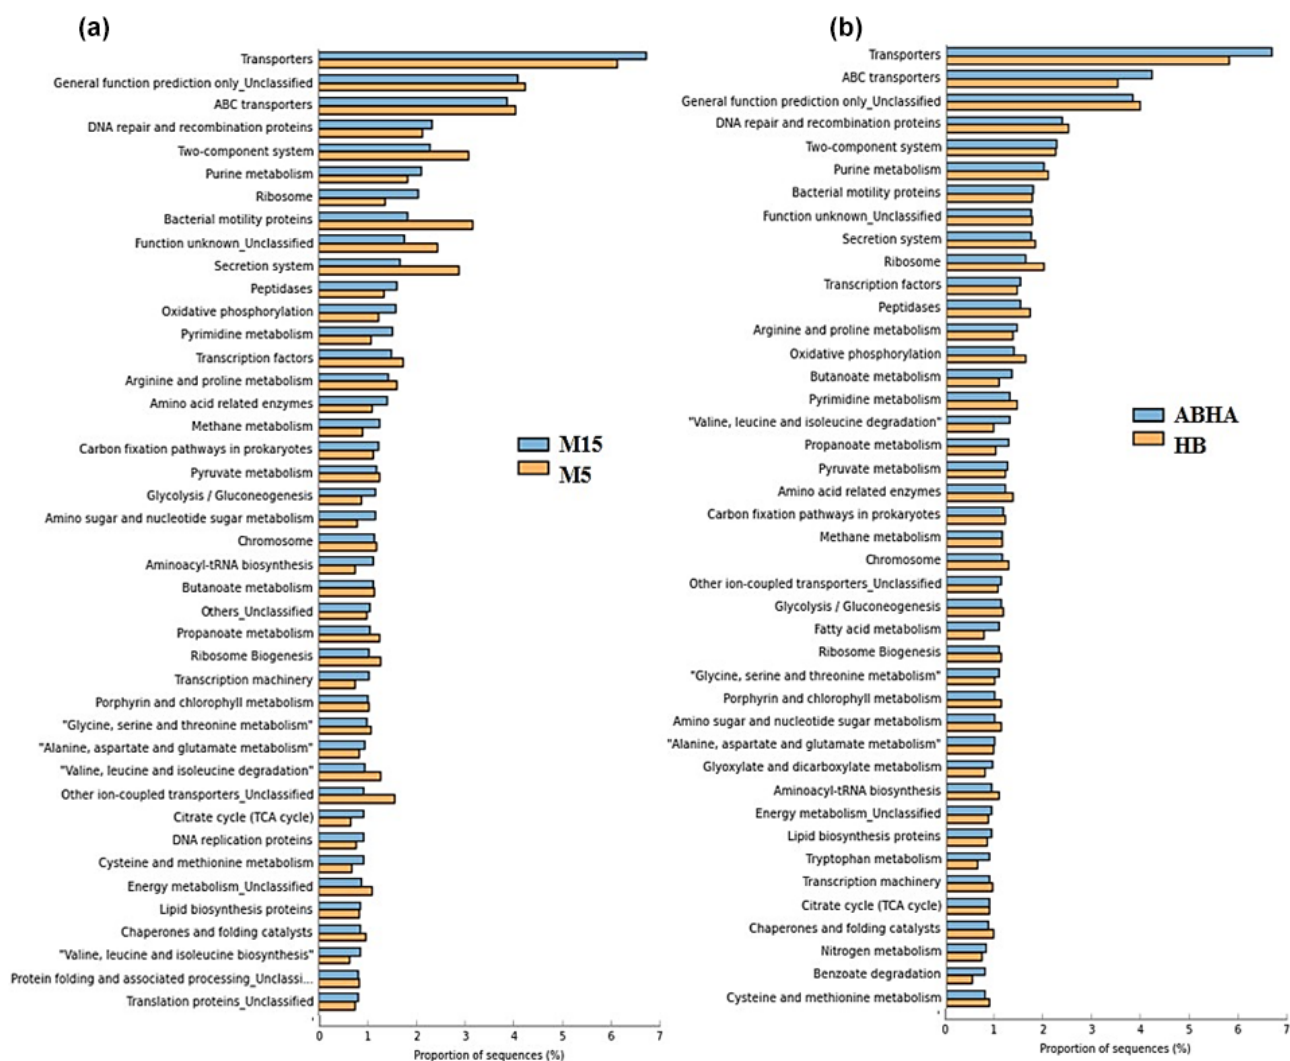 (a)
Transporters
General function prediction only_Unclassified
ABC transporters
DNA repair and recombination proteins
Two-component system
Purine metabolism
Ribosome
Bacterial motility proteins
Function unknown_Unclassified
Secretion system
Peptidases
Oxidative phosphorylation
Pyrimidine metabolism
Transcription factors
Arginine and proline metabolism
Amino acid related enzymes
Methane metabolism
Carbon fixation pathways in prokaryotes
Pyruvate metabolism
Glycolysis / Gluconeogenesis
Amino sugar and nucleotide sugar metabolism
Chromosome
Aminoacyl-tRNA biosynthesis
Butanoate metabolism
Others_Unclassified
Propanoate metabolism
Ribosome Biogenesis
Transcription machinery
Porphyrin and chlorophyll metabolism
"Glycine, serine and threonine metabolism"
"Alanine, aspartate and glutamate metabolism"
"Valine, leucine and isoleucine degradation"
Other ion-coupled transporters_Unclassified
Citrate cycle (TCA cycle)
DNA replication proteins
Cysteine and methionine metabolism
Energy metabolism_Unclassified
Lipid biosynthesis proteins
Chaperones and folding catalysts
"Valine, leucine and isoleucine biosynthesis"
Protein folding and associated processing_Unclassi...
Translation proteins_Unclassified
0 1 2 3 4 5 6 7
Proportion of sequences (%)
M15
M5
(b)
Transporters
ABC transporters
General function prediction only_Unclassified
DNA repair and recombination proteins
Two-component system
Purine metabolism
Bacterial motility proteins
Function unknown_Unclassified
Secretion system
Ribosome
Transcription factors
Peptidases
Arginine and proline metabolism
Oxidative phosphorylation
Butanoate metabolism
Pyrimidine metabolism
"Valine, leucine and isoleucine degradation"
Propanoate metabolism
Pyruvate metabolism
Amino acid related enzymes
Carbon fixation pathways in prokaryotes
Methane metabolism
Chromosome
Other ion-coupled transporters_Unclassified
Glycolysis / Gluconeogenesis
Fatty acid metabolism
Ribosome Biogenesis
"Glycine, serine and threonine metabolism"
Porphyrin and chlorophyll metabolism
Amino sugar and nucleotide sugar metabolism
"Alanine, aspartate and glutamate metabolism"
Glyoxylate and dicarboxylate metabolism
Aminoacyl-tRNA biosynthesis
Energy metabolism_Unclassified
Lipid biosynthesis proteins
Tryptophan metabolism
Transcription machinery
Citrate cycle (TCA cycle)
Chaperones and folding catalysts
Nitrogen metabolism
Benzoate degradation
Cysteine and methionine metabolism
0 1 2 3 4 5 6 7
Proportion of sequences (%)
ABHA
HB